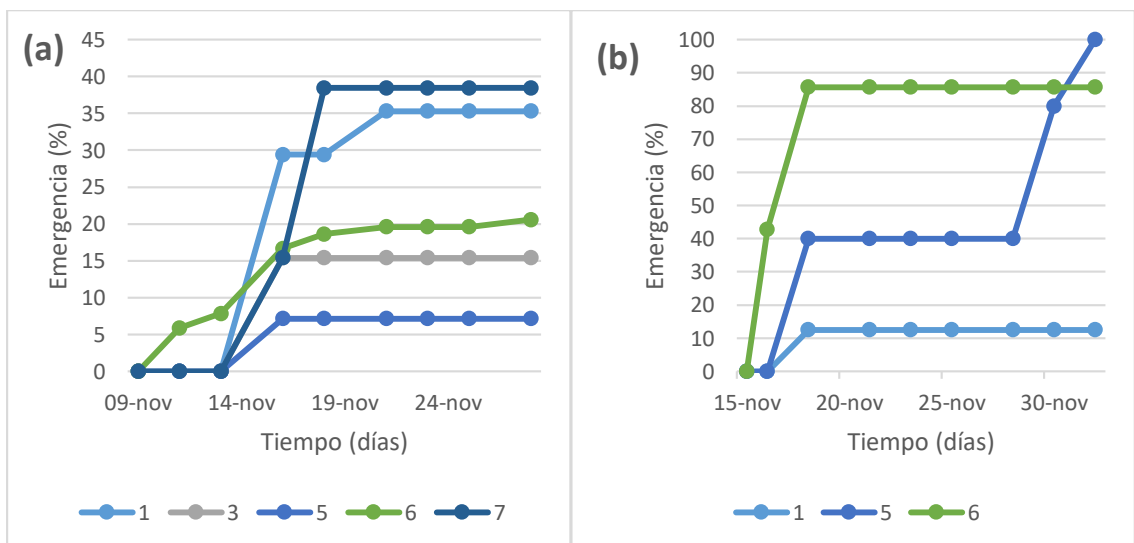 (a)
45
40
35
30
25
20
15
10
5
0
Emergencia (%)
09-nov 14-nov 19-nov 24-nov
Tiempo (días)
1 3 5 6 7
(b)
100
90
80
70
60
50
40
30
20
10
0
Emergencia (%)
15-nov 20-nov 25-nov 30-nov
Tiempo (días)
1 5 6